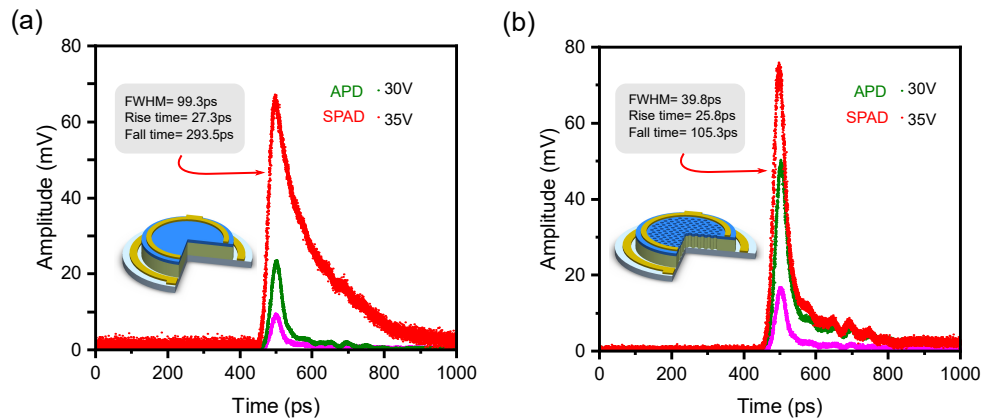 (a)
80
60
40
20
0
Amplitude (mV)
FWHM= 99.3ps
Rise time= 27.3ps
Fall time= 293.5ps
APD · 30V
SPAD · 35V
0 200 400 600 800 1000
Time (ps)
(b)
80
60
40
20
0
Amplitude (mV)
FWHM= 39.8ps
Rise time= 25.8ps
Fall time= 105.3ps
APD · 30V
SPAD · 35V
0 200 400 600 800 1000
Time (ps)